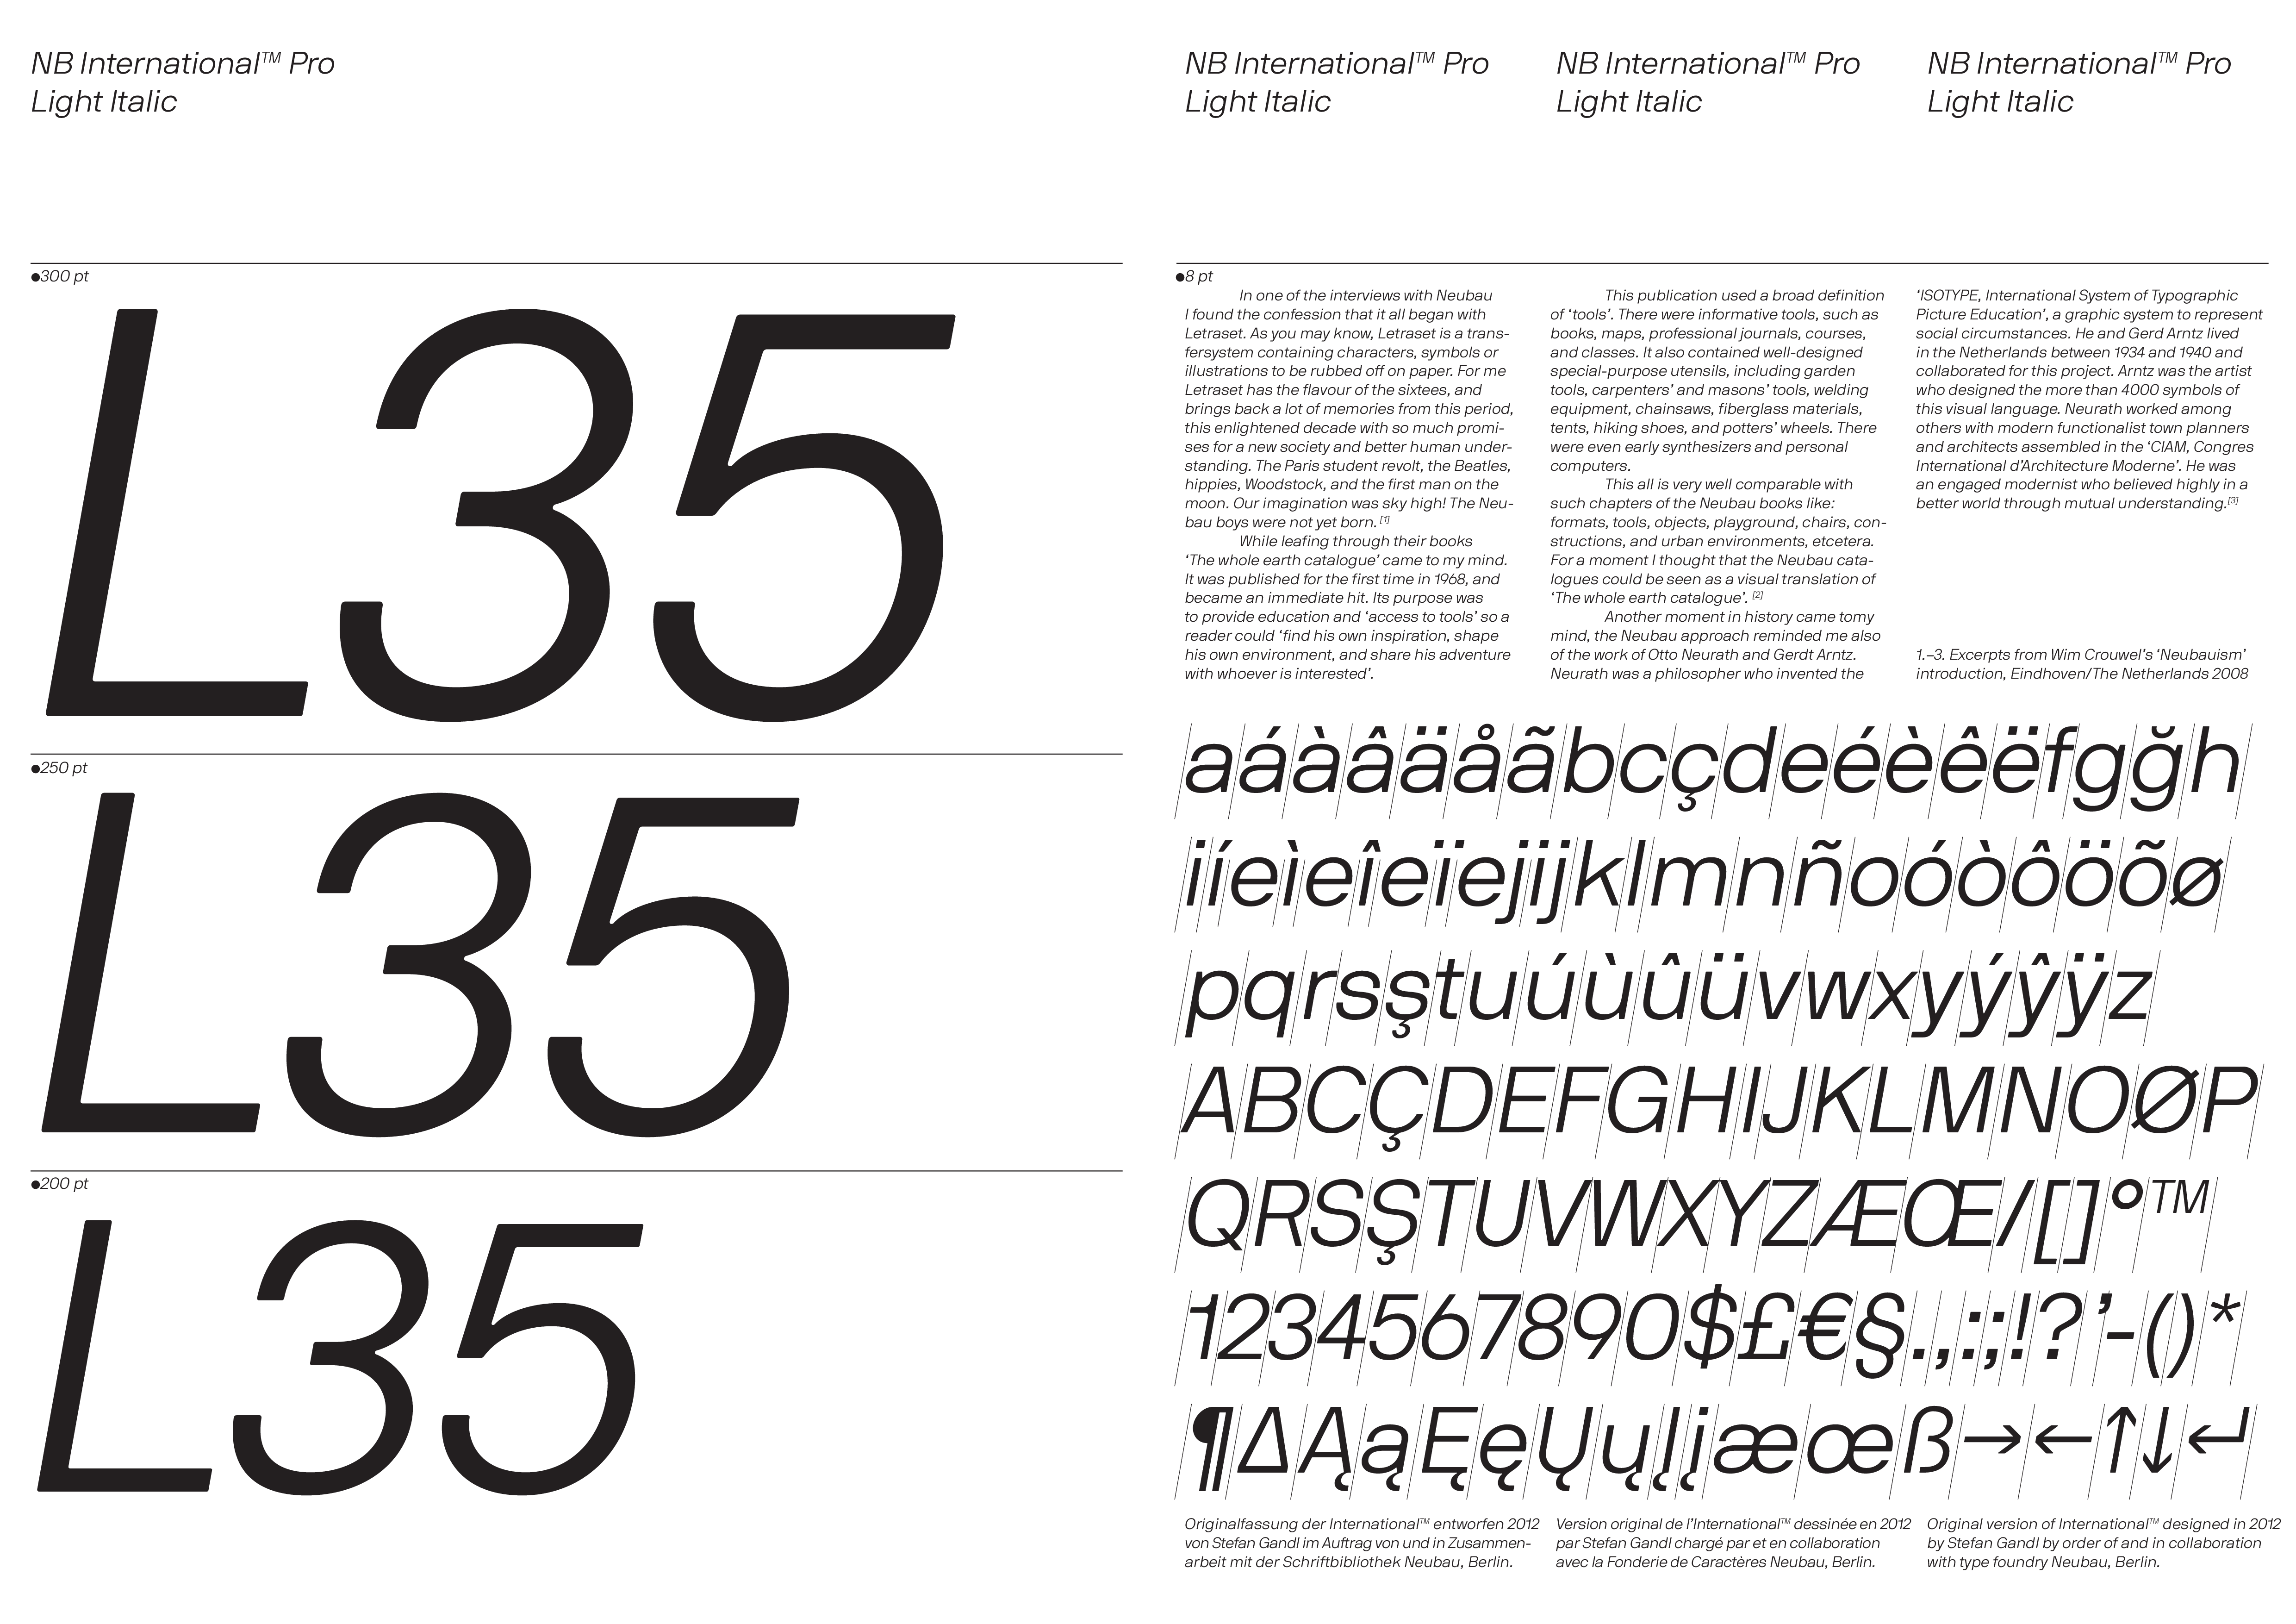 NB International™ Pro
Light Italic
●300 pt
L35
●250 pt
L35
●200 pt
L35
NB International™ Pro
Light Italic
NB International™ Pro
Light Italic
NB International™ Pro
Light Italic
●8 pt
In one of the interviews with Neubau
I found the confession that it all began with
Letraset. As you may know, Letraset is a trans-
fersystem containing characters, symbols or
illustrations to be rubbed off on paper. For me
Letraset has the flavour of the sixtees, and
brings back a lot of memories from this period,
this enlightened decade with so much promi-
ses for a new society and better human under-
standing. The Paris student revolt, the Beatles,
hippies, Woodstock, and the first man on the
moon. Our imagination was sky high! The Neu-
bau boys were not yet born. [1]
While leafing through their books
‘The whole earth catalogue’ came to my mind.
It was published for the first time in 1968, and
became an immediate hit. Its purpose was
to provide education and ‘access to tools’ so a
reader could ‘find his own inspiration, shape
his own environment, and share his adventure
with whoever is interested’.
This publication used a broad definition
of ‘tools’. There were informative tools, such as
books, maps, professional journals, courses,
and classes. It also contained well-designed
special-purpose utensils, including garden
tools, carpenters’ and masons’ tools, welding
equipment, chainsaws, fiberglass materials,
tents, hiking shoes, and potters’ wheels. There
were even early synthesizers and personal
computers.
This all is very well comparable with
such chapters of the Neubau books like:
formats, tools, objects, playground, chairs, con-
structions, and urban environments, etcetera.
For a moment I thought that the Neubau cata-
logues could be seen as a visual translation of
‘The whole earth catalogue’. [2]
Another moment in history came tomy
mind, the Neubau approach reminded me also
of the work of Otto Neurath and Gerdt Arntz.
Neurath was a philosopher who invented the
‘ISOTYPE, International System of Typographic
Picture Education’, a graphic system to represent
social circumstances. He and Gerd Arntz lived
in the Netherlands between 1934 and 1940 and
collaborated for this project. Arntz was the artist
who designed the more than 4000 symbols of
this visual language. Neurath worked among
others with modern functionalist town planners
and architects assembled in the ‘CIAM, Congres
International d’Architecture Moderne’. He was
an engaged modernist who believed highly in a
better world through mutual understanding.[3]
1.–3. Excerpts from Wim Crouwel’s ‘Neubauism’
introduction, Eindhoven/The Netherlands 2008
aáàâäåãbcçdeéèêëfgğh
iíeìeîeïejijklmnñoóòôöõø
pqrsştuúùûüvwxyýŷÿz
ABCÇDEFGHIJKLMNOØP
QRSŞTUVWXYZÆŒ/[]°™
1234567890$£€§.,:;!?’-()*
¶ΔĄąĘęŲųįįæœß→←↑↓↵
Originalfassung der International™ entworfen 2012
von Stefan Gandl im Auftrag von und in Zusammen-
arbeit mit der Schriftbibliothek Neubau, Berlin.
Version original de l’International™ dessinée en 2012
par Stefan Gandl chargé par et en collaboration
avec la Fonderie de Caractères Neubau, Berlin.
Original version of International™ designed in 2012
by Stefan Gandl by order of and in collaboration
with type foundry Neubau, Berlin.